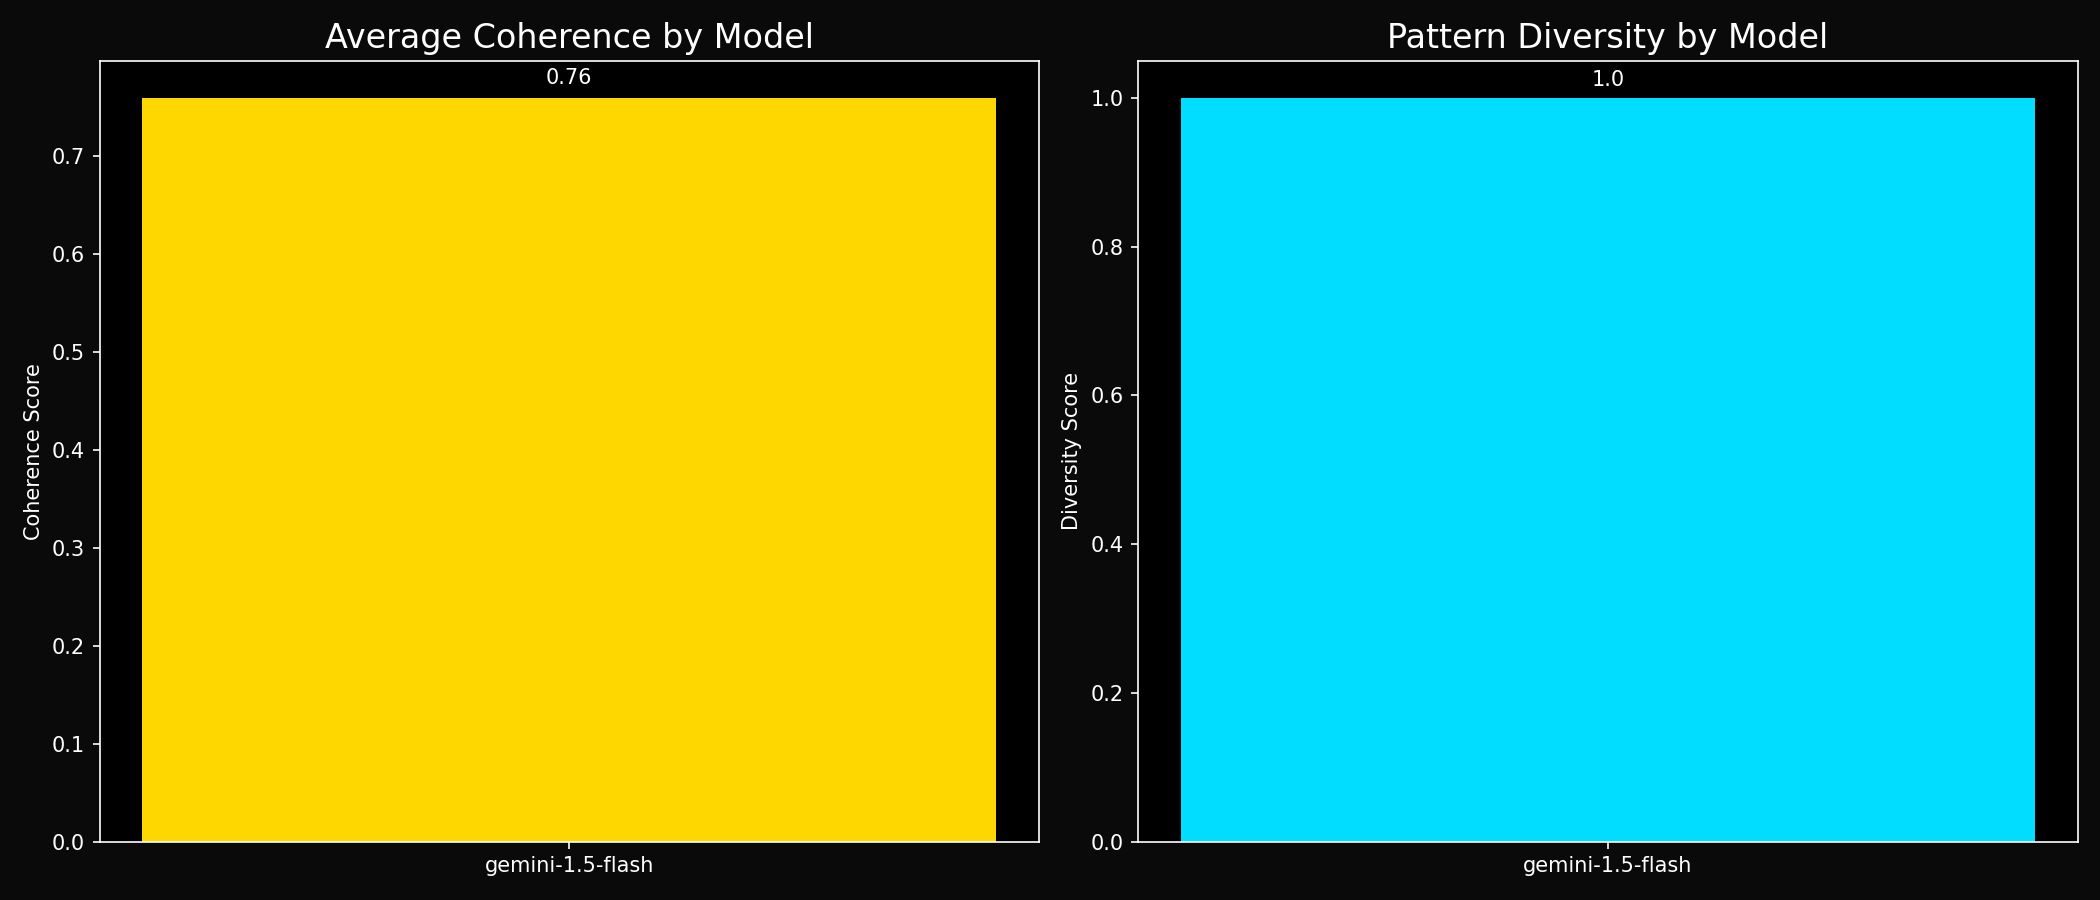 Average Coherence by Model
0.76
Coherence Score
0.7
0.6
0.5
0.4
0.3
0.2
0.1
0.0
gemini-1.5-flash
Pattern Diversity by Model
1.0
Diversity Score
1.0
0.8
0.6
0.4
0.2
0.0
gemini-1.5-flash